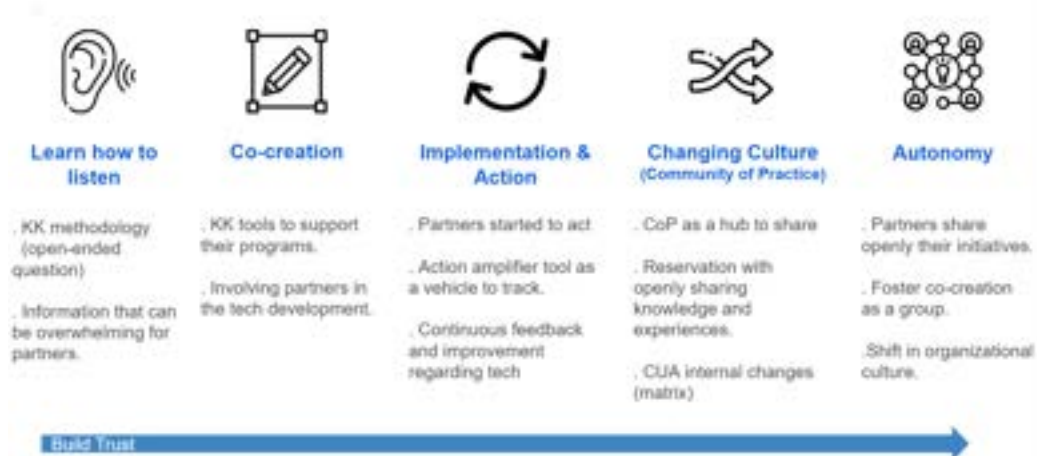 Learn how to
listen
. KK methodology
(open-ended
question)
. Information that can
be overwhelming for
partners.
Co-creation
. KK tools to support
their programs.
. Involving partners in
the tech development.
Implementation &
Action
. Partners started to act
. Action amplifier tool as
a vehicle to track.
. Continuous feedback
and improvement
regarding tech
Changing Culture
(Community of Practice)
. CoP as a hub to share
. Reservation with
openly sharing
knowledge and
experiences.
. CUA internal changes
(matrix)
Autonomy
. Partners share
openly their initiatives.
. Foster co-creation
as a group.
.Shift in organizational
culture.
Build Trust